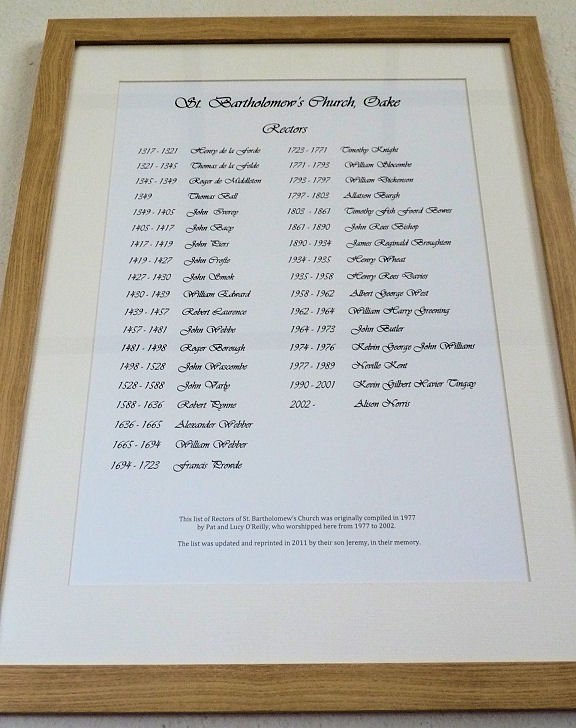 St. Bartholomew's Church, Oake
Rectors
1317 - 1321 Henry de la Forde
1321 - 1345 Thomas de la Felde
1345 - 1349 Roger de Middleton
1349 Thomas Ball
1349 - 1405 John
1405 - 1417 John Bacy
1417 - 1419 John Piers
1419 - 1427 John Crofte
1427 - 1430 John Smok
1430 - 1439 William Edward
1439 - 1457 Robert Laurence
1457 - 1481 John Webbe
1481 - 1498 Roger Borough
1498 - 1528 John Wascombe
1528 - 1588 John Varly
1588 - 1636 Robert Pynne
1636 - 1665 Alexander Webber
1665 - 1694 William Webber
1694 - 1723 Francis Prowde
1723 - 1771 Timothy Knight
1771 - 1793 William Slocombe
1793 - 1797 William Dickenson
1797 - 1803 Allatson Burgh
1803 - 1861 Timothy Fish Foord Bowes
1861 - 1890 John Rees Bishop
1890 - 1934 James Reginald Broughton
1934 - 1935 Henry Wheat
1935 - 1958 Henry Rees Davies
1958 - 1962 Albert George West
1962 - 1964 William Harry Greening
1964 - 1973 John Butler
1974 - 1976 Kelvin George John Williams
1977 - 1989 Neville Kent
1990 - 2001 Kevin Gilbert Xavier Tingay
2002 - Alison Norris
This list of Rectors of St. Bartholomew's Church was originally compiled in 1977
by Pat and Lucy O'Reilly, who worshipped here from 1977 to 2002.
The list was updated and reprinted in 2011 by their son Jeremy, in their memory.